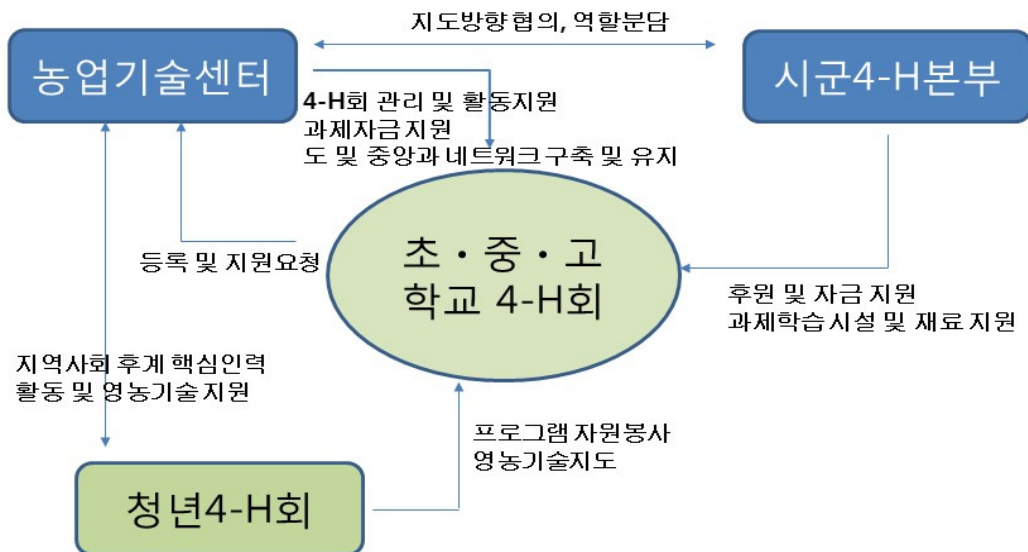 지도방향 협의, 역할분담
농업기술센터
시군4-H본부
4-H회 관리 및 활동지원
과제자금지원
도 및 중앙과 네트워크 구축 및 유지
초·중·고
학교 4-H회
등록 및 지원요청
후원 및 자금 지원
과제학습시설 및 재료 지원
지역사회 후계 핵심인력
활동 및 영농기술 지원
프로그램 자원봉사
영농기술지도
청년4-H회